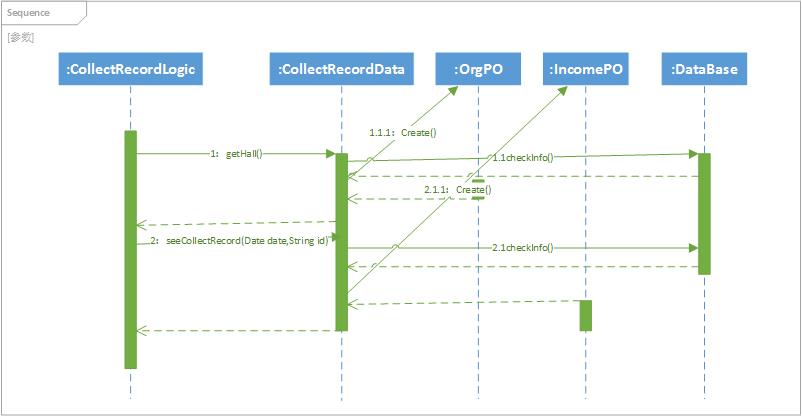 Sequence
[参数]
:CollectRecordLogic
:CollectRecordData
:OrgPO
:IncomePO
:DataBase
1.1.1：Create()
1：getHall()
1.1checkInfo()
2.1.1：Create()
2：seeCollectRecord(Date date,String id)
2.1checkInfo()